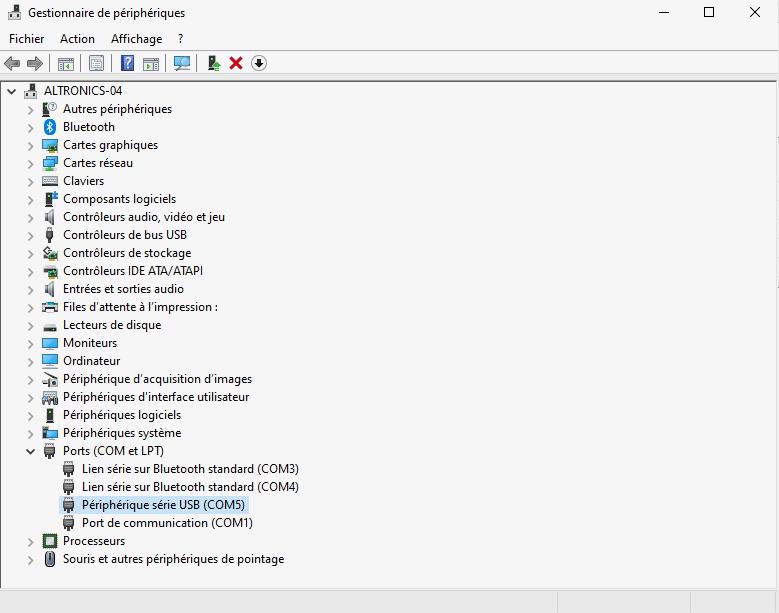 Gestionnaire de périphériques
Fichier Action Affichage ?
ALTRONICS-04
Autres périphériques
Bluetooth
Cartes graphiques
Cartes réseau
Claviers
Composants logiciels
Contrôleurs audio, vidéo et jeu
Contrôleurs de bus USB
Contrôleurs de stockage
Contrôleurs IDE ATA/ATAPI
Entrées et sorties audio
Files d'attente à l'impression :
Lecteurs de disque
Moniteurs
Ordinateur
Périphérique d'acquisition d'images
Périphériques d'interface utilisateur
Périphériques logiciels
Périphériques système
Ports (COM et LPT)
Lien série sur Bluetooth standard (COM3)
Lien série sur Bluetooth standard (COM4)
Périphérique série USB (COM5)
Port de communication (COM1)
Processeurs
Souris et autres périphériques de pointage